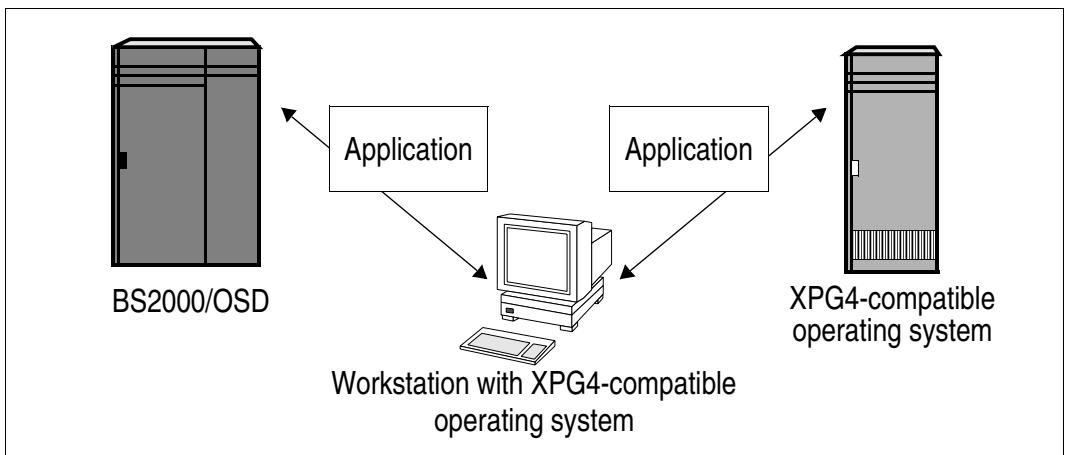 Application
Application
BS2000/OSD
XPG4-compatible
operating system
Workstation with XPG4-compatible
operating system